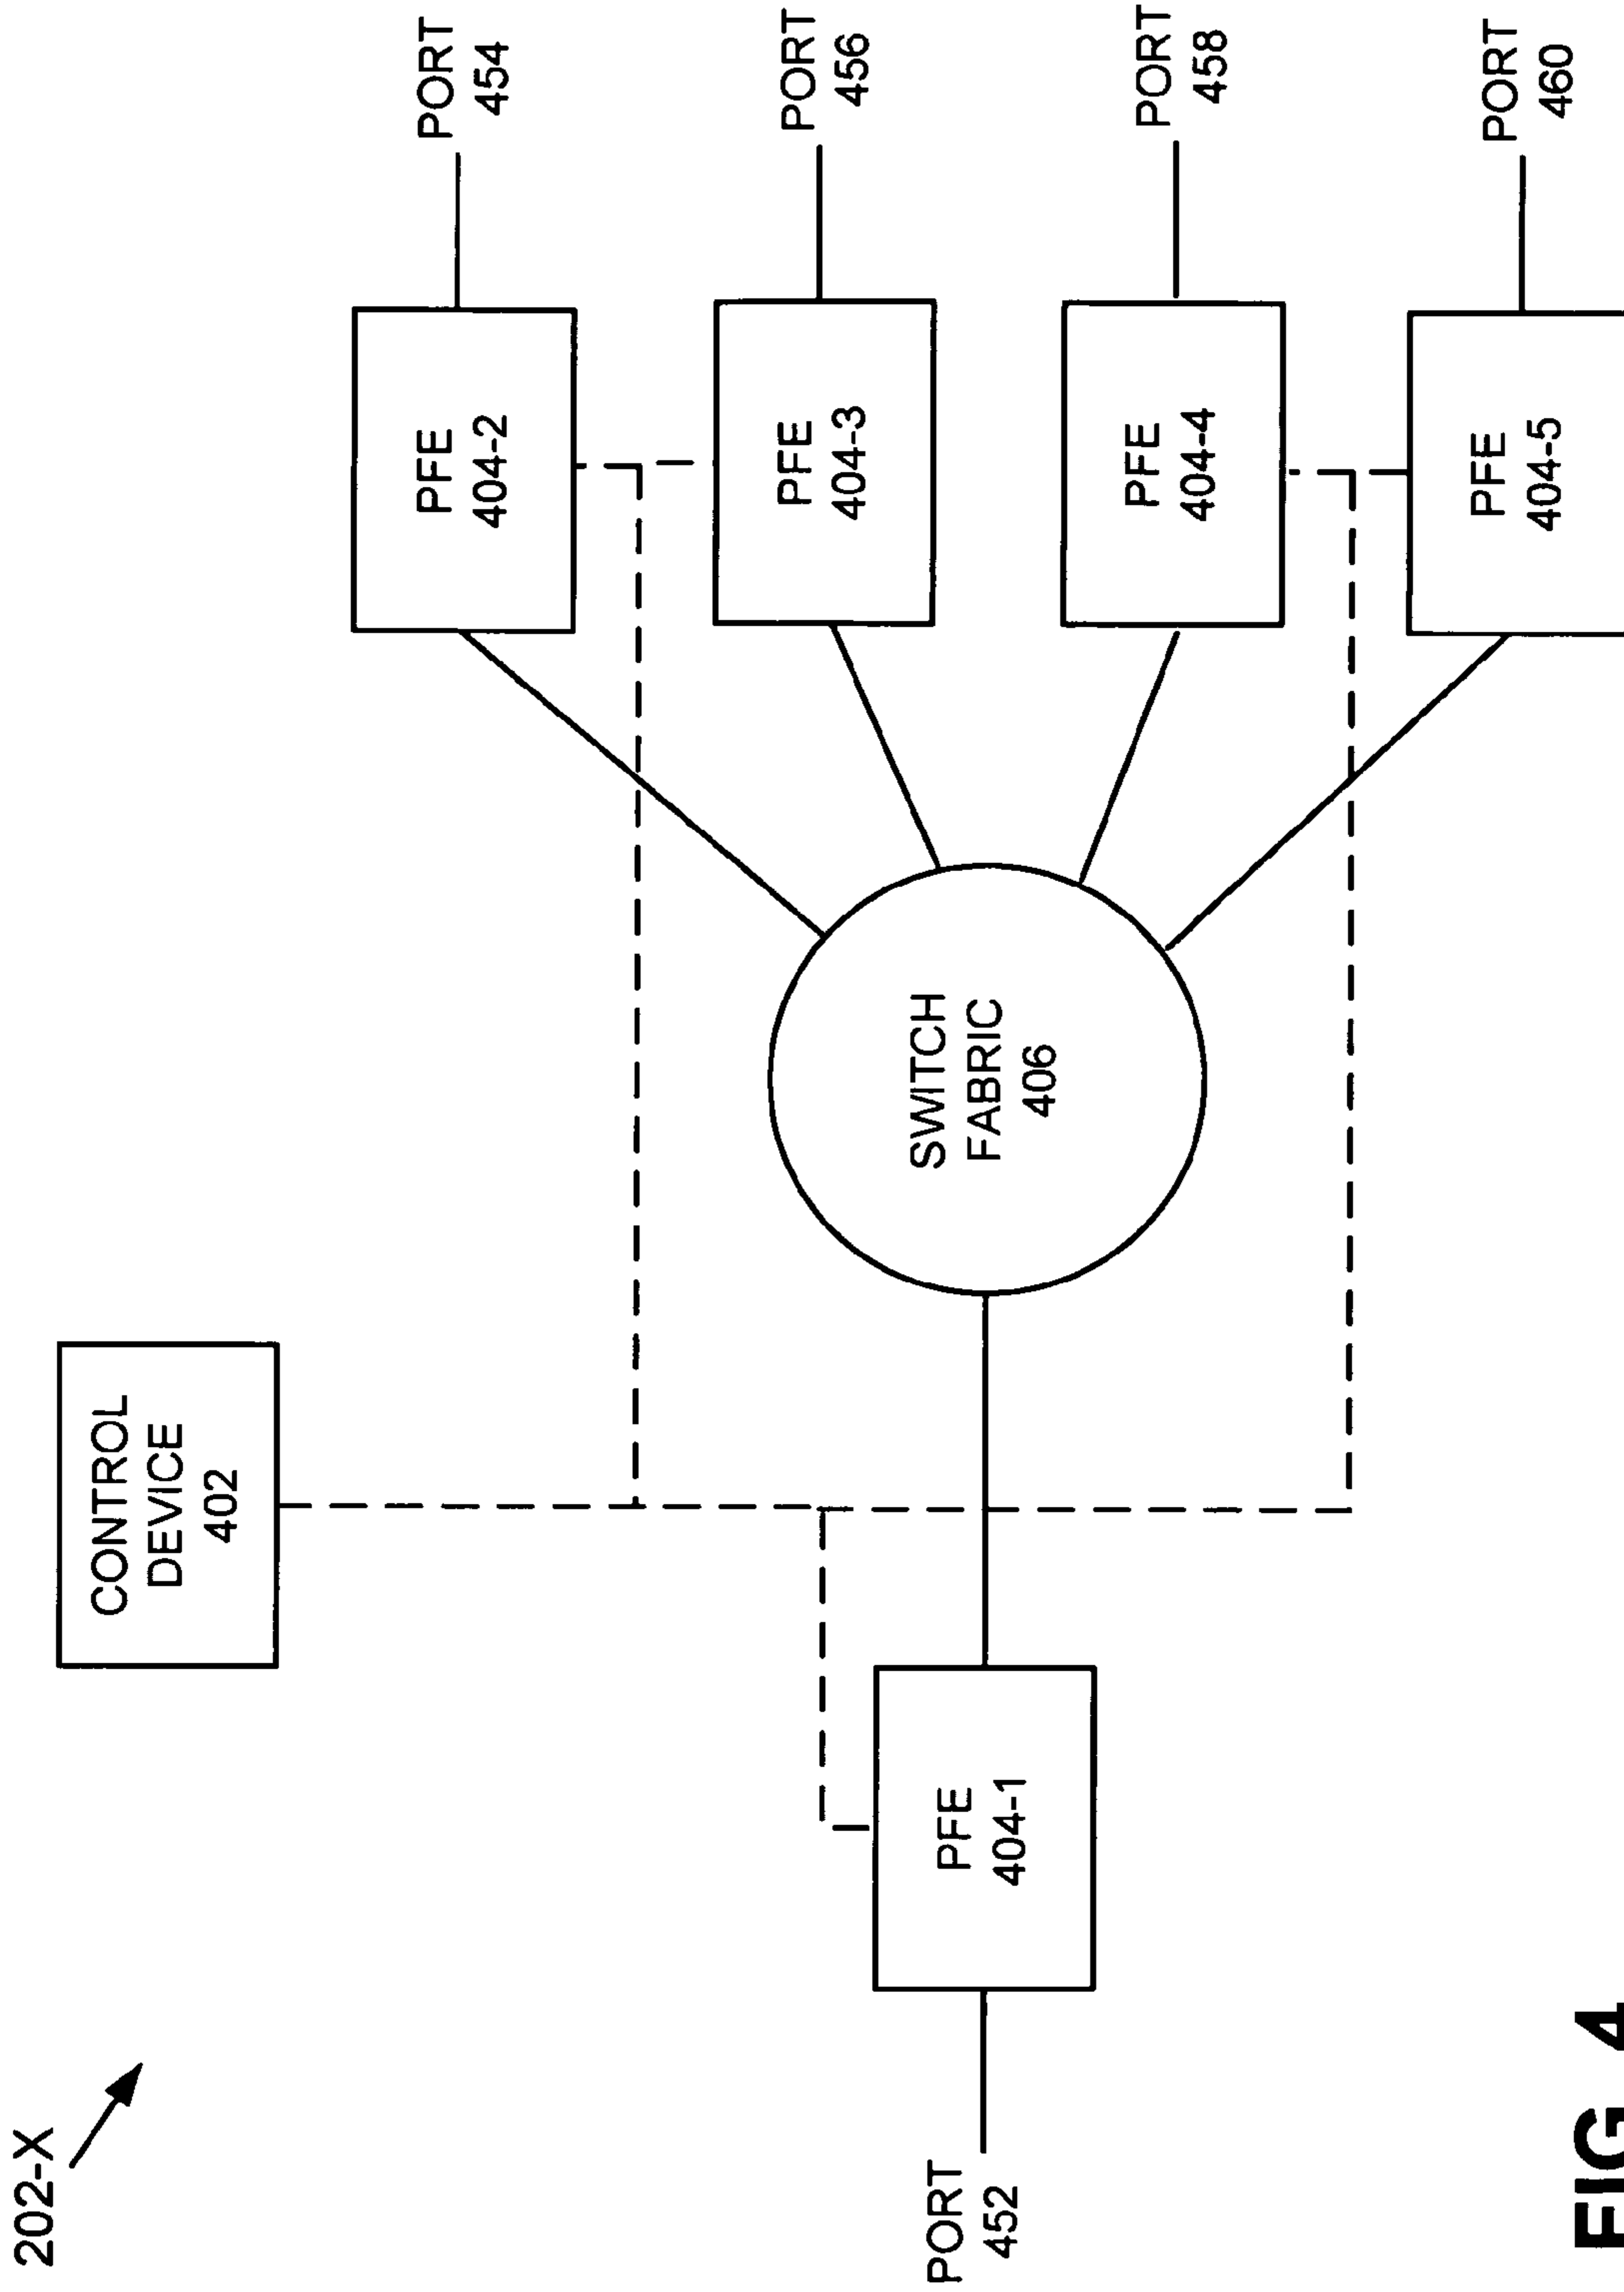 202-X
CONTROL
DEVICE
402
PFE
404-2
PORT
454
PFE
404-3
PORT
456
PORT
452
PFE
404-1
SWITCH
FABRIC
406
PFE
404-4
PORT
458
PFE
404-5
PORT
460
FIG. 4